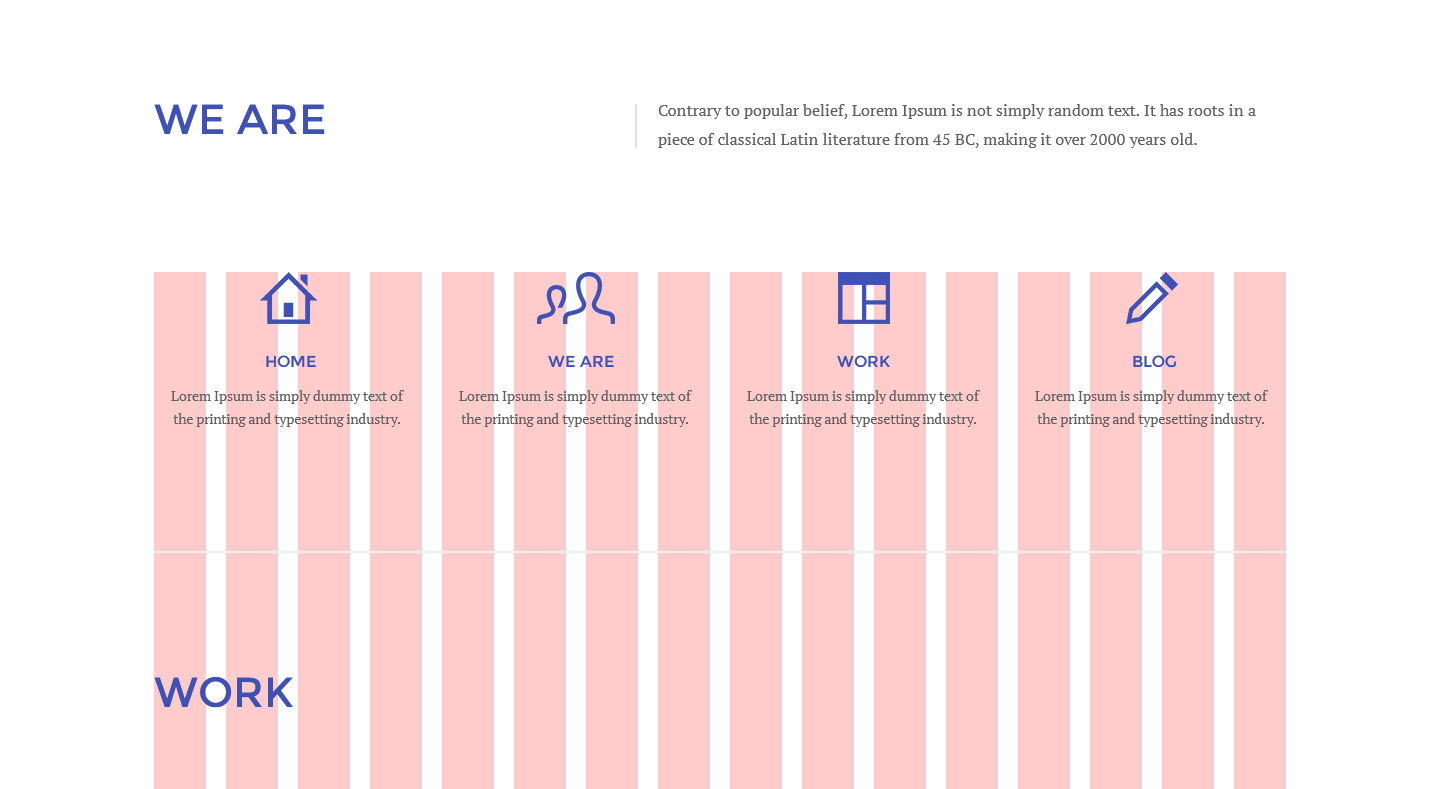 WE ARE
Contrary to popular belief, Lorem Ipsum is not simply random text. It has roots in a
piece of classical Latin literature from 45 BC, making it over 2000 years old.
HOME
Lorem Ipsum is simply dummy text of
the printing and typesetting industry.
WE ARE
Lorem Ipsum is simply dummy text of
the printing and typesetting industry.
WORK
Lorem Ipsum is simply dummy text of
the printing and typesetting industry.
BLOG
Lorem Ipsum is simply dummy text of
the printing and typesetting industry.
WORK